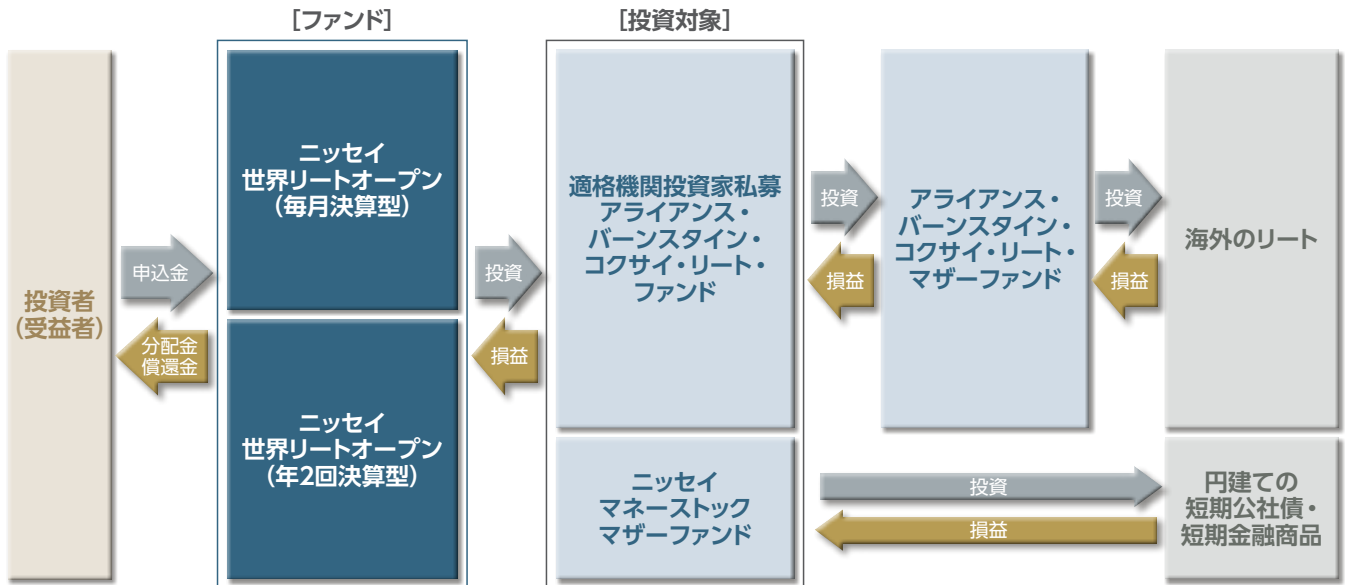 ［ファンド］
［投資対象］
投資者
（受益者）
申込金
分配金
償還金
ニッセイ
世界リートオープン
（毎月決算型）
ニッセイ
世界リートオープン
（年2回決算型）
投資
損益
適格機関投資家私募
アライアンス・
バーンスタイン・
コクサイ・リート・
ファンド
ニッセイ
マネーストック
マザーファンド
投資
損益
アライアンス・
バーンスタイン・
コクサイ・リート・
マザーファンド
投資
損益
海外のリート
投資
損益
円建ての
短期公社債・
短期金融商品